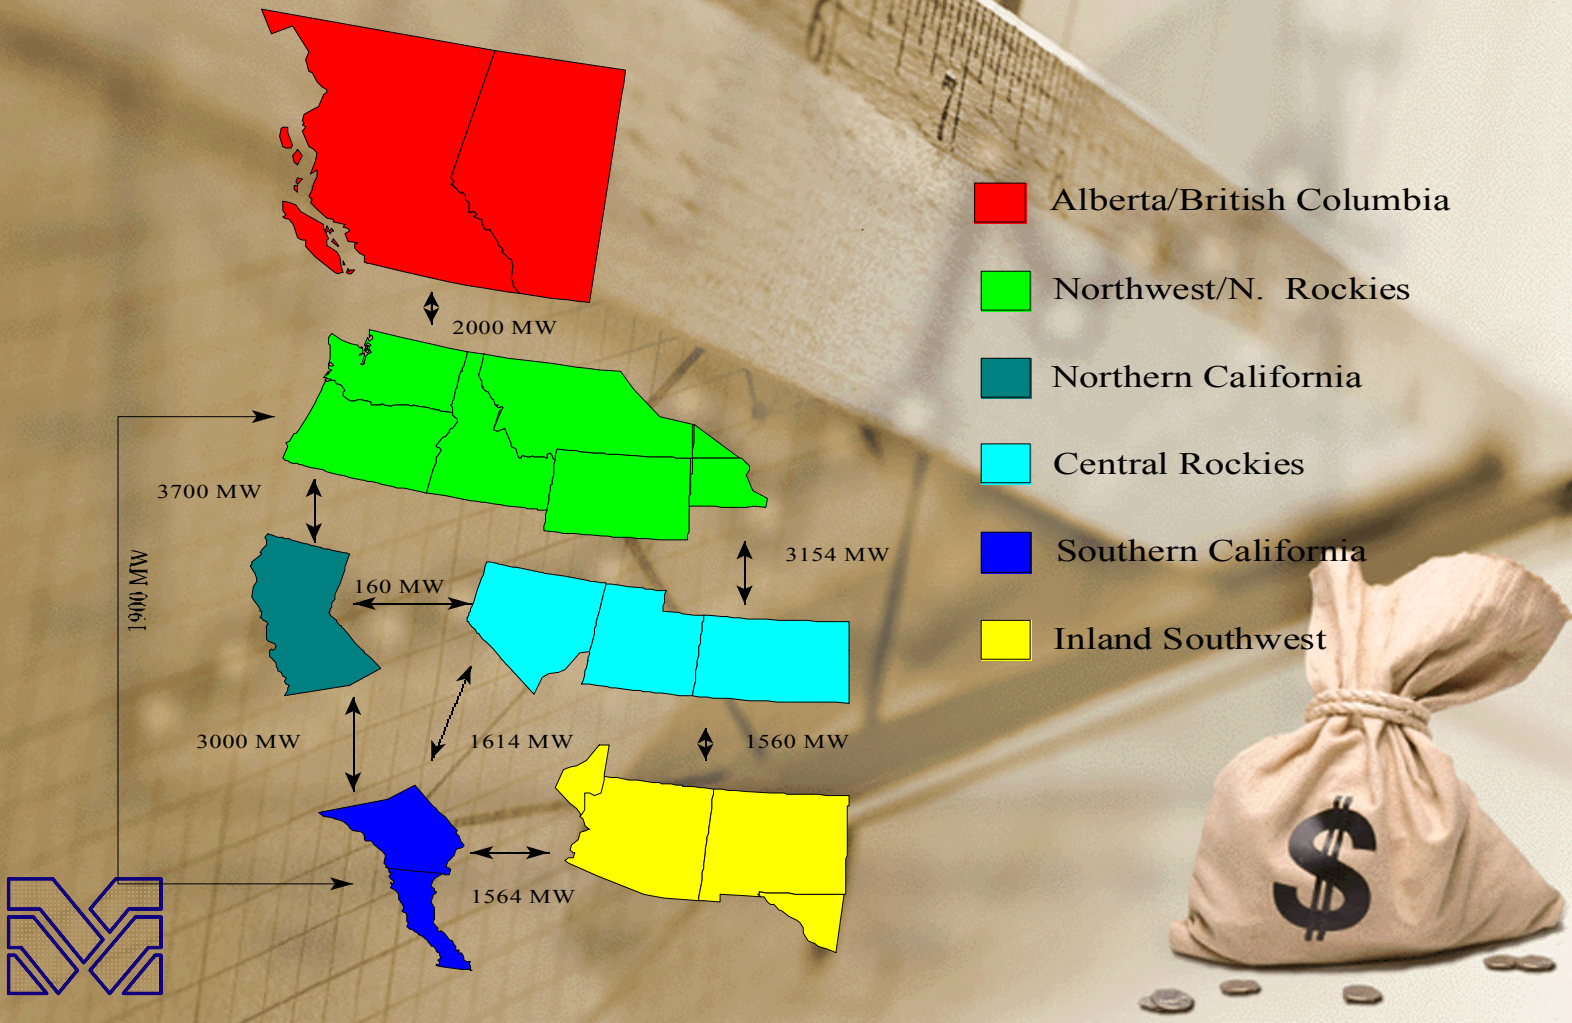 Alberta/British Columbia
Northwest/N. Rockies
2000 MW
Northern California
Central Rockies
3700 MW
3154 MW
Southern California
160 MW
1900 MW
Inland Southwest
3000 MW
1614 MW
1560 MW
1564 MW
$